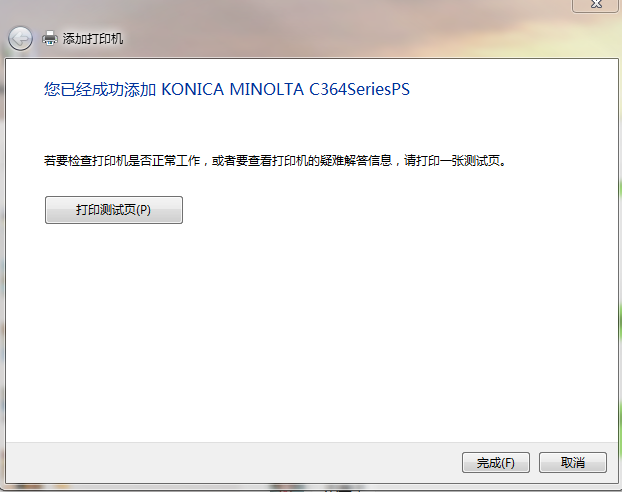 添加打印机
您已经成功添加 KONICA MINOLTA C364SeriesPS
若要检查打印机是否正常工作，或者要查看打印机的疑难解答信息，请打印一张测试页。
打印测试页(P)
完成(F)
取消